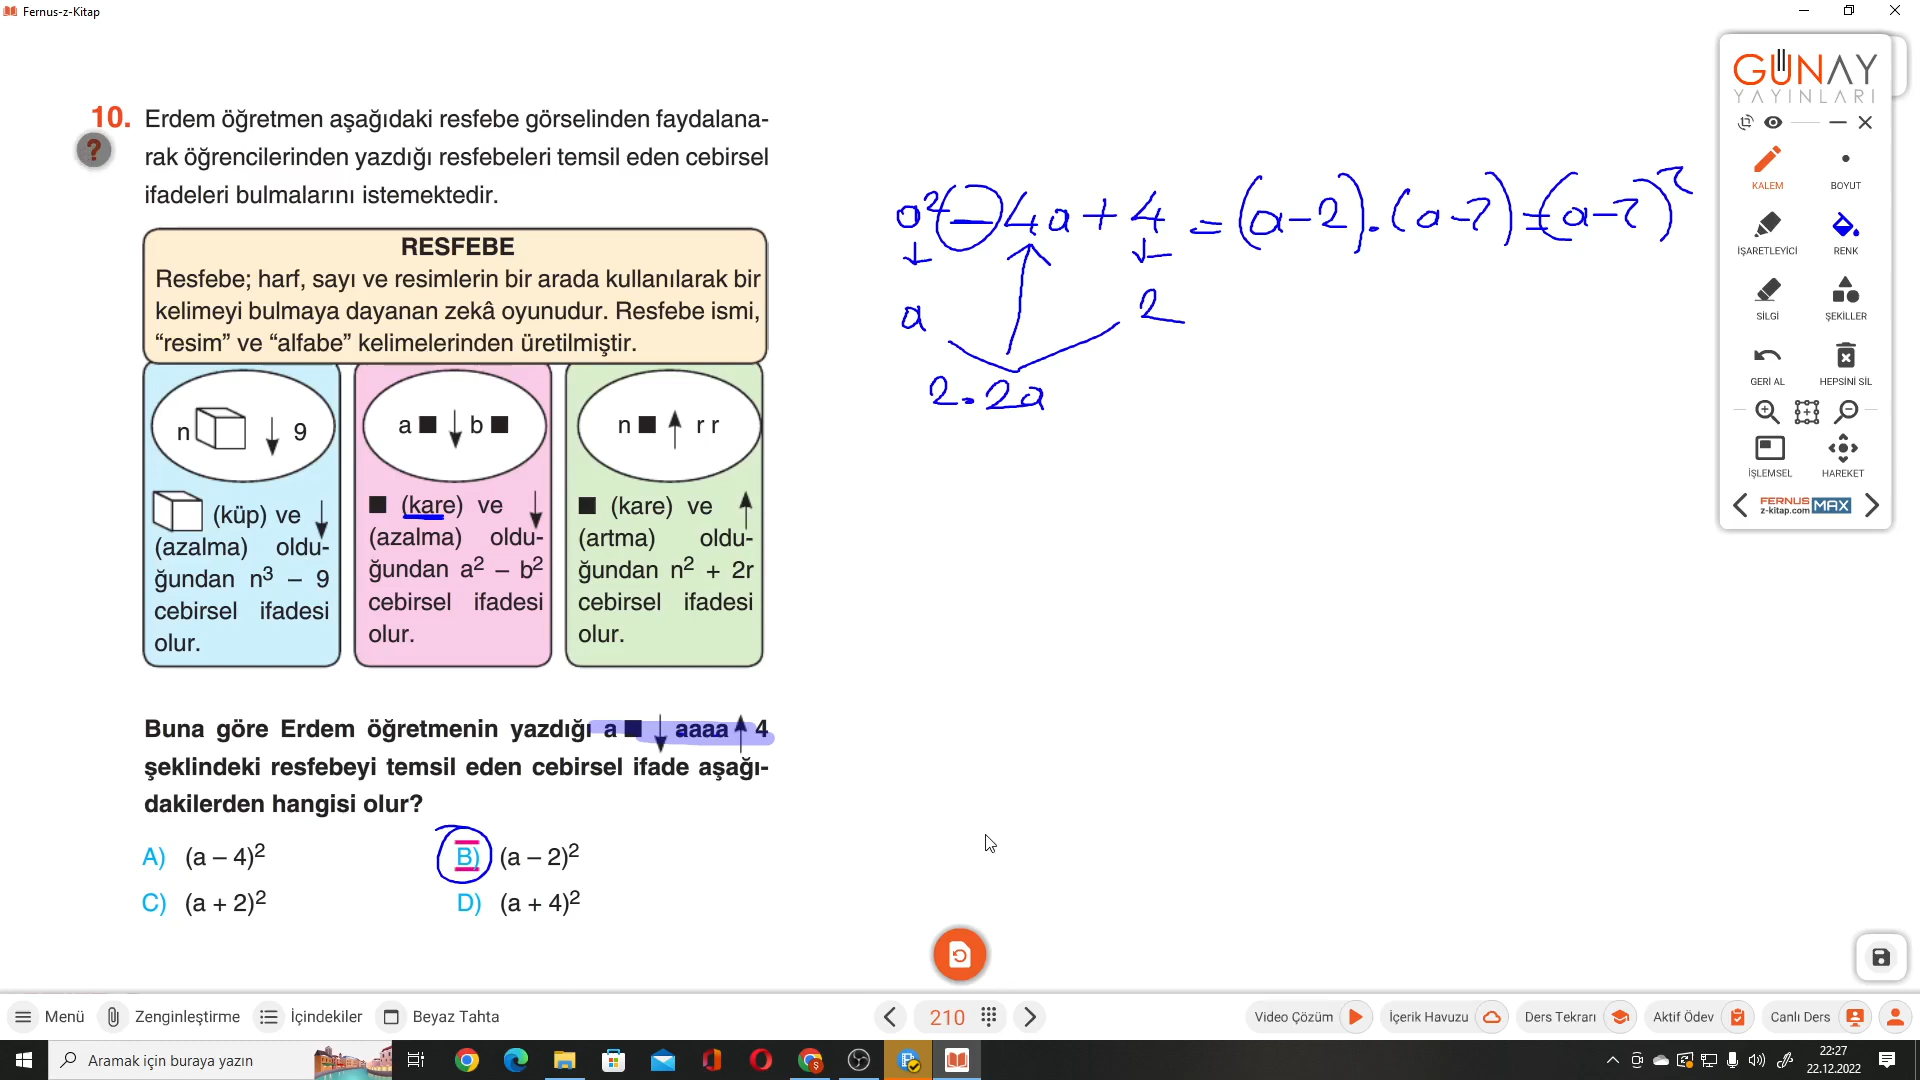 Fernus-z-Kitap
10. Erdem öğretmen aşağıdaki resfebe görselinden faydalana-
rak öğrencilerinden yazdığı resfebeleri temsil eden cebirsel
ifadeleri bulmalarını istemektedir.
?
RESFEBE
Resfebe; harf, sayı ve resimlerin bir arada kullanılarak bir
kelimeyi bulmaya dayanan zekâ oyunudur. Resfebe ismi,
“resim” ve “alfabe” kelimelerinden üretilmiştir.
n ↓ 9
(küp) ve ↓
(azalma) oldu-
ğundan n³ – 9
cebirsel ifadesi
olur.
a ■ ↓ b ■
■ (kare) ve ↓
(azalma) oldu-
ğundan a² – b²
cebirsel ifadesi
olur.
n ■ ↑ r r
■ (kare) ve ↑
(artma) oldu-
ğundan n² + 2r
cebirsel ifadesi
olur.
Buna göre Erdem öğretmenin yazdığı a ■ ↓ aaaa ↑ 4
şeklindeki resfebeyi temsil eden cebirsel ifade aşağı-
dakilerden hangisi olur?
A) (a – 4)² B) (a – 2)²
C) (a + 2)² D) (a + 4)²
a² – 4a + 4 = (a – 2) . (a – 2) = (a – 2)²
a 2
2 . 2a
GÜNAY
YAYINLARI
KALEM BOYUT
İŞARETLEYİCİ RENK
SİLGİ ŞEKİLLER
GERİ AL HEPSİNİ SİL
İŞLEMSEL HAREKET
FERNUS
z-kitap.com MAX
Menü Zenginleştirme İçindekiler Beyaz Tahta 210 Video Çözüm İçerik Havuzu Ders Tekrarı Aktif Ödev Canlı Ders
Aramak için buraya yazın
22:27
22.12.2022